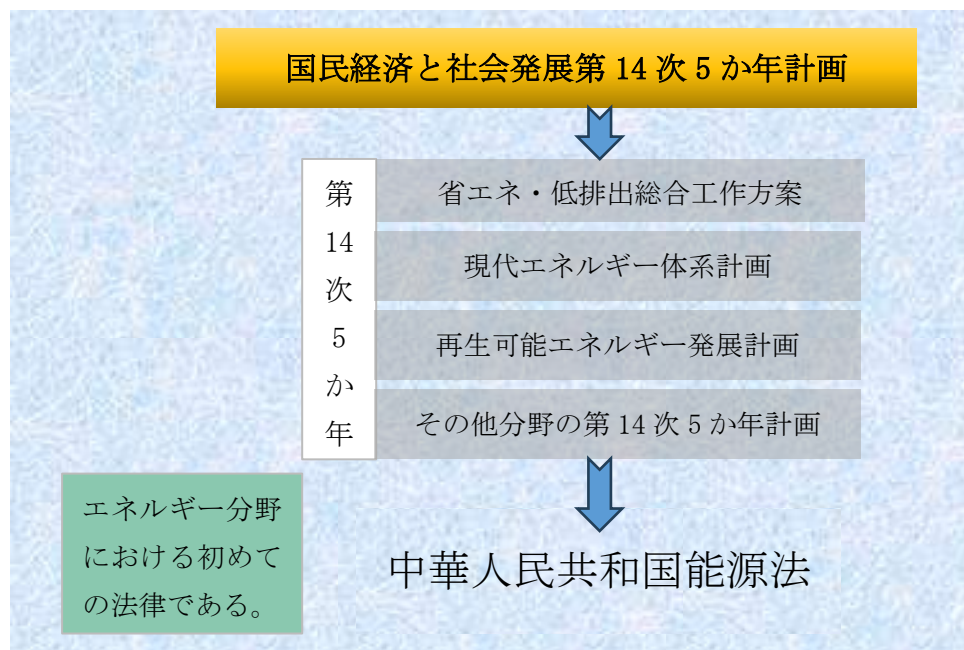 国民経済と社会発展第 14 次 5 か年計画
第
14
次
5
か
年
省エネ・低排出総合工作方案
現代エネルギー体系計画
再生可能エネルギー発展計画
その他分野の第 14 次 5 か年計画
エネルギー分野
における初めて
の法律である。
中華人民共和国能源法